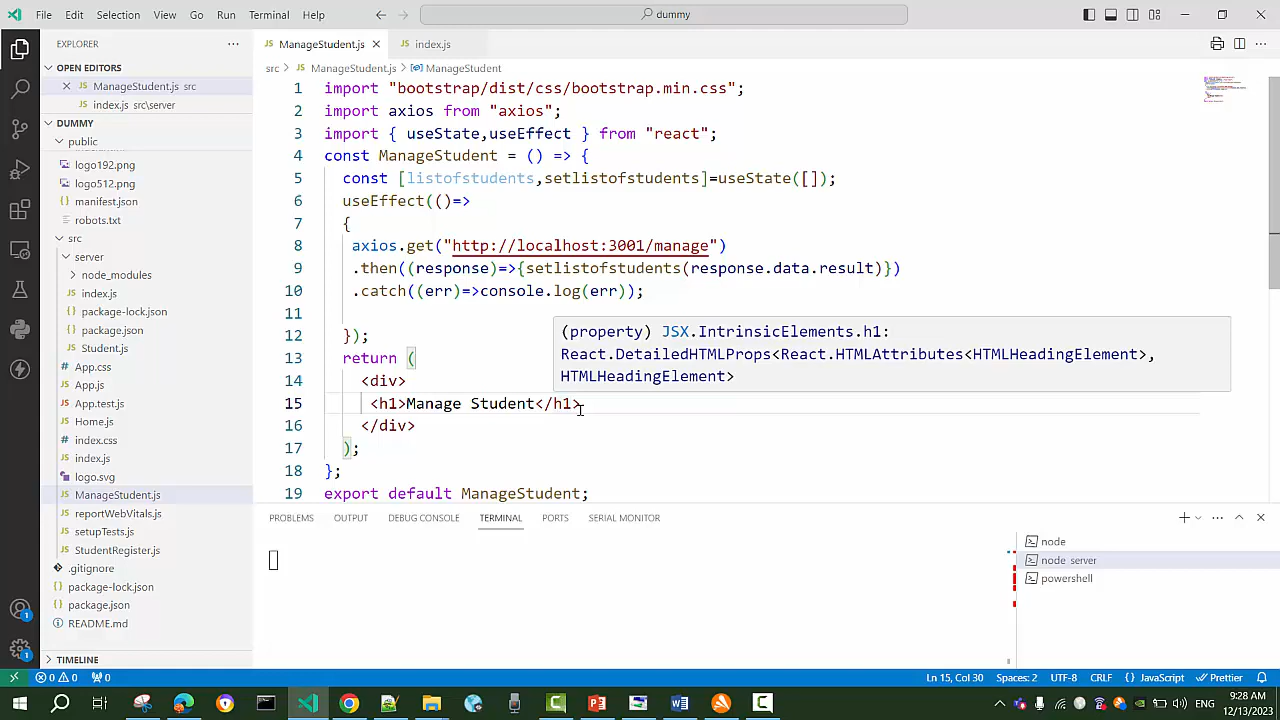 File Edit Selection View Go Run Terminal Help
dummy
EXPLORER
OPEN EDITORS
ManageStudent.js src
index.js src\server
DUMMY
public
logo192.png
logo512.png
manifest.json
robots.txt
src
server
node_modules
index.js
package-lock.json
package.json
Student.js
App.css
App.js
App.test.js
Home.js
index.css
index.js
logo.svg
ManageStudent.js
reportWebVitals.js
setupTests.js
StudentRegister.js
.gitignore
package-lock.json
package.json
README.md
TIMELINE
ManageStudent.js
index.js
src > ManageStudent.js > ManageStudent
1 import "bootstrap/dist/css/bootstrap.min.css";
2 import axios from "axios";
3 import { useState,useEffect } from "react";
4 const ManageStudent = () => {
5 const [listofstudents,setlistofstudents]=useState([]);
6 useEffect(()=>
7 {
8 axios.get("http://localhost:3001/manage")
9 .then((response)=>{setlistofstudents(response.data.result)})
10 .catch((err)=>console.log(err));
11
12 });
13 return (
14 <div>
15 <h1>Manage Student</h1>
16 </div>
17 );
18 };
19 export default ManageStudent;
(property) JSX.IntrinsicElements.h1:
React.DetailedHTMLProps<React.HTMLAttributes<HTMLHeadingElement>,
HTMLHeadingElement>
PROBLEMS OUTPUT DEBUG CONSOLE TERMINAL PORTS SERIAL MONITOR
node
node server
powershell
0 0 0
Ln 15, Col 30 Spaces: 2 UTF-8 CRLF {} JavaScript Prettier
ENG
9:28 AM
12/13/2023